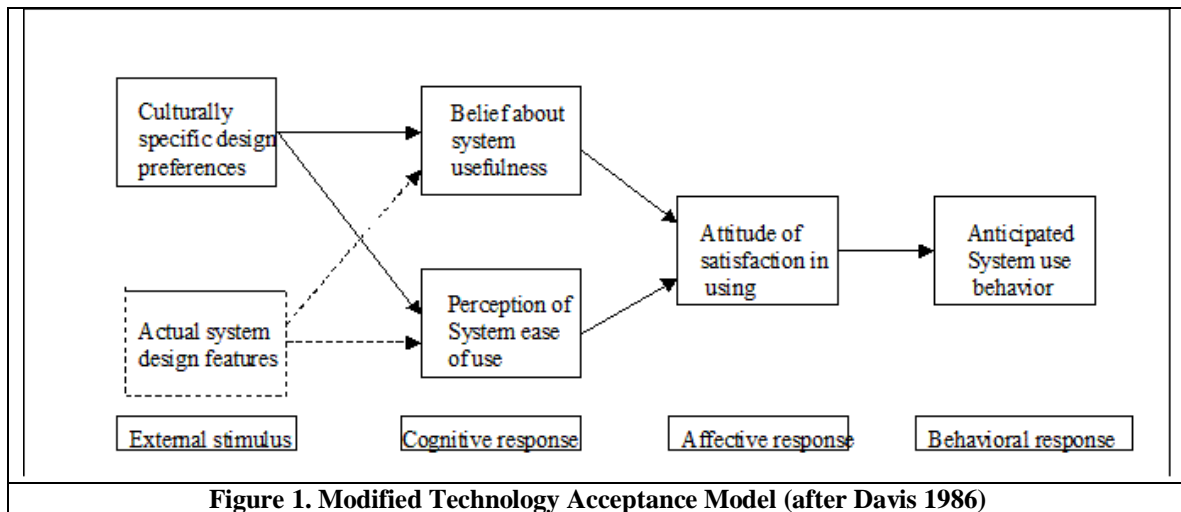 Culturally
specific design
preferences
Belief about
system
usefulness
Attitude of
satisfaction in
using
Anticipated
System use
behavior
Actual system
design features
Perception of
System ease
of use
External stimulus
Cognitive response
Affective response
Behavioral response
Figure 1. Modified Technology Acceptance Model (after Davis 1986)